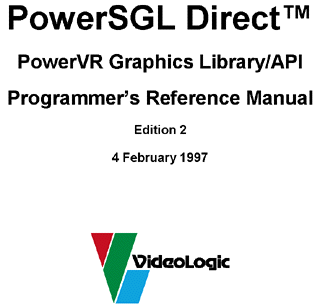 PowerSGL Direct™
PowerVR Graphics Library/API
Programmer's Reference Manual
Edition 2
4 February 1997
VideoLogic